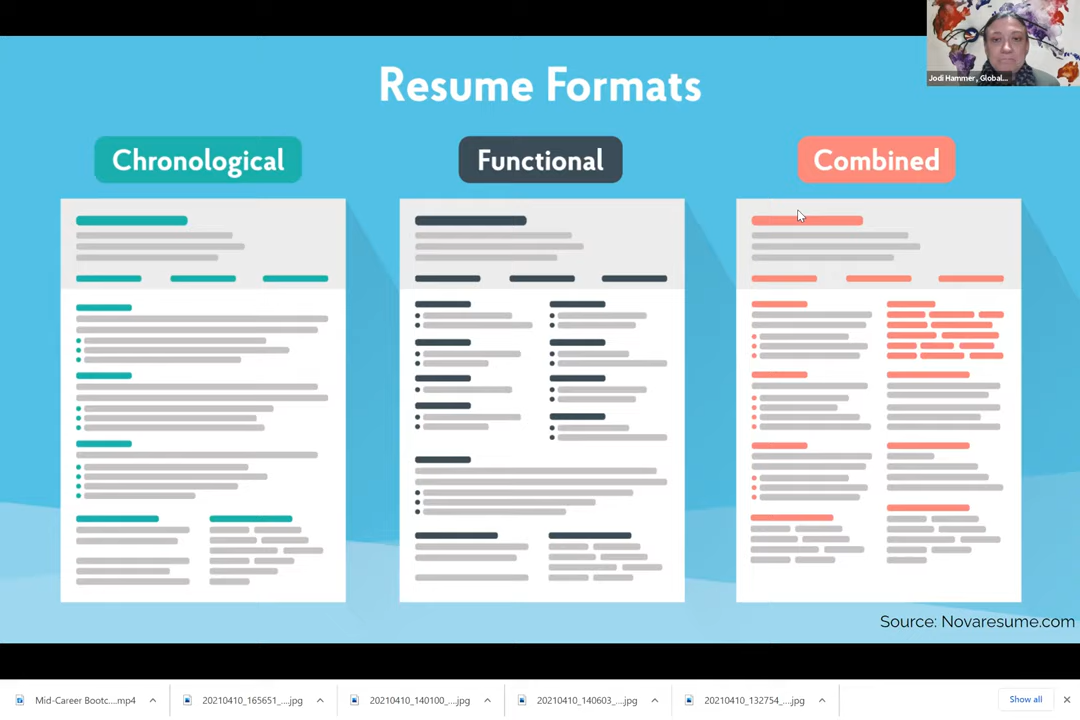 Resume Formats
Jodi Hammer, Global...
Chronological
Functional
Combined
Source: Novaresume.com
Mid-Career Bootc....mp4
20210410_165651_....jpg
20210410_140100_....jpg
20210410_140603_....jpg
20210410_132754_....jpg
Show all